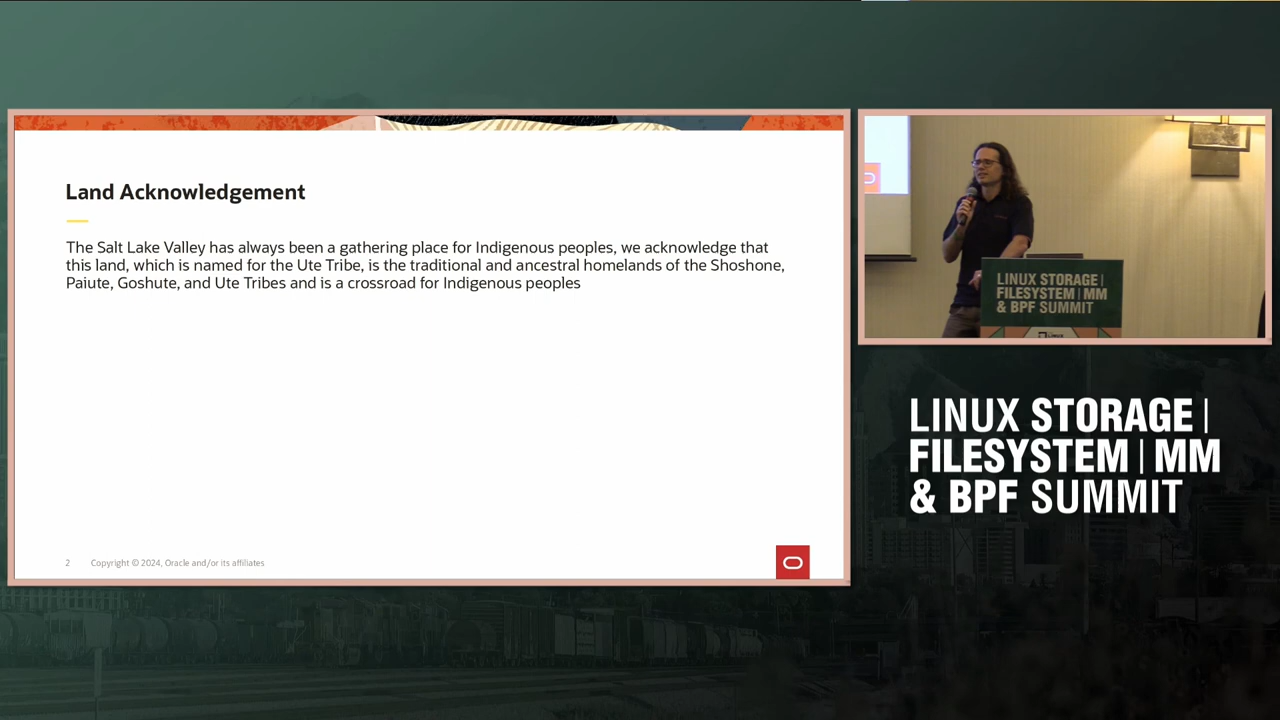 Land Acknowledgement
The Salt Lake Valley has always been a gathering place for Indigenous peoples, we acknowledge that
this land, which is named for the Ute Tribe, is the traditional and ancestral homelands of the Shoshone,
Paiute, Goshute, and Ute Tribes and is a crossroad for Indigenous peoples
2 Copyright © 2024, Oracle and/or its affiliates
LINUX STORAGE |
FILESYSTEM | MM
& BPF SUMMIT
LINUX STORAGE |
FILESYSTEM | MM
& BPF SUMMIT